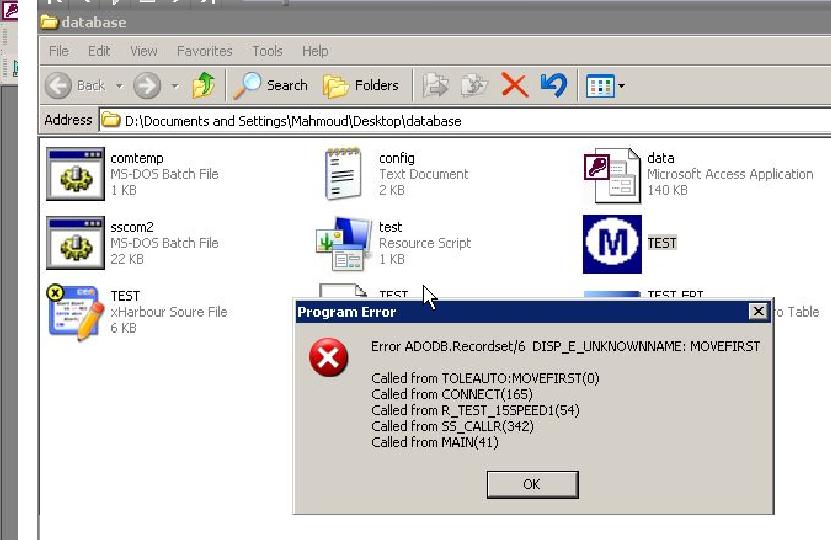 database
File Edit View Favorites Tools Help
Back Search Folders
Address D:\Documents and Settings\Mahmoud\Desktop\database
comtemp
MS-DOS Batch File
1 KB
config
Text Document
2 KB
data
Microsoft Access Application
140 KB
sscom2
MS-DOS Batch File
22 KB
test
Resource Script
1 KB
M
TEST
TEST
xHarbour Soure File
6 KB
TEST
TEST.FPT
ro Table
Program Error
Error ADODB.Recordset/6 DISP_E_UNKNOWNNAME: MOVEFIRST
Called from TOLEAUTO:MOVEFIRST(0)
Called from CONNECT(165)
Called from R_TEST_15SPEED1(54)
Called from SS_CALLR(342)
Called from MAIN(41)
OK